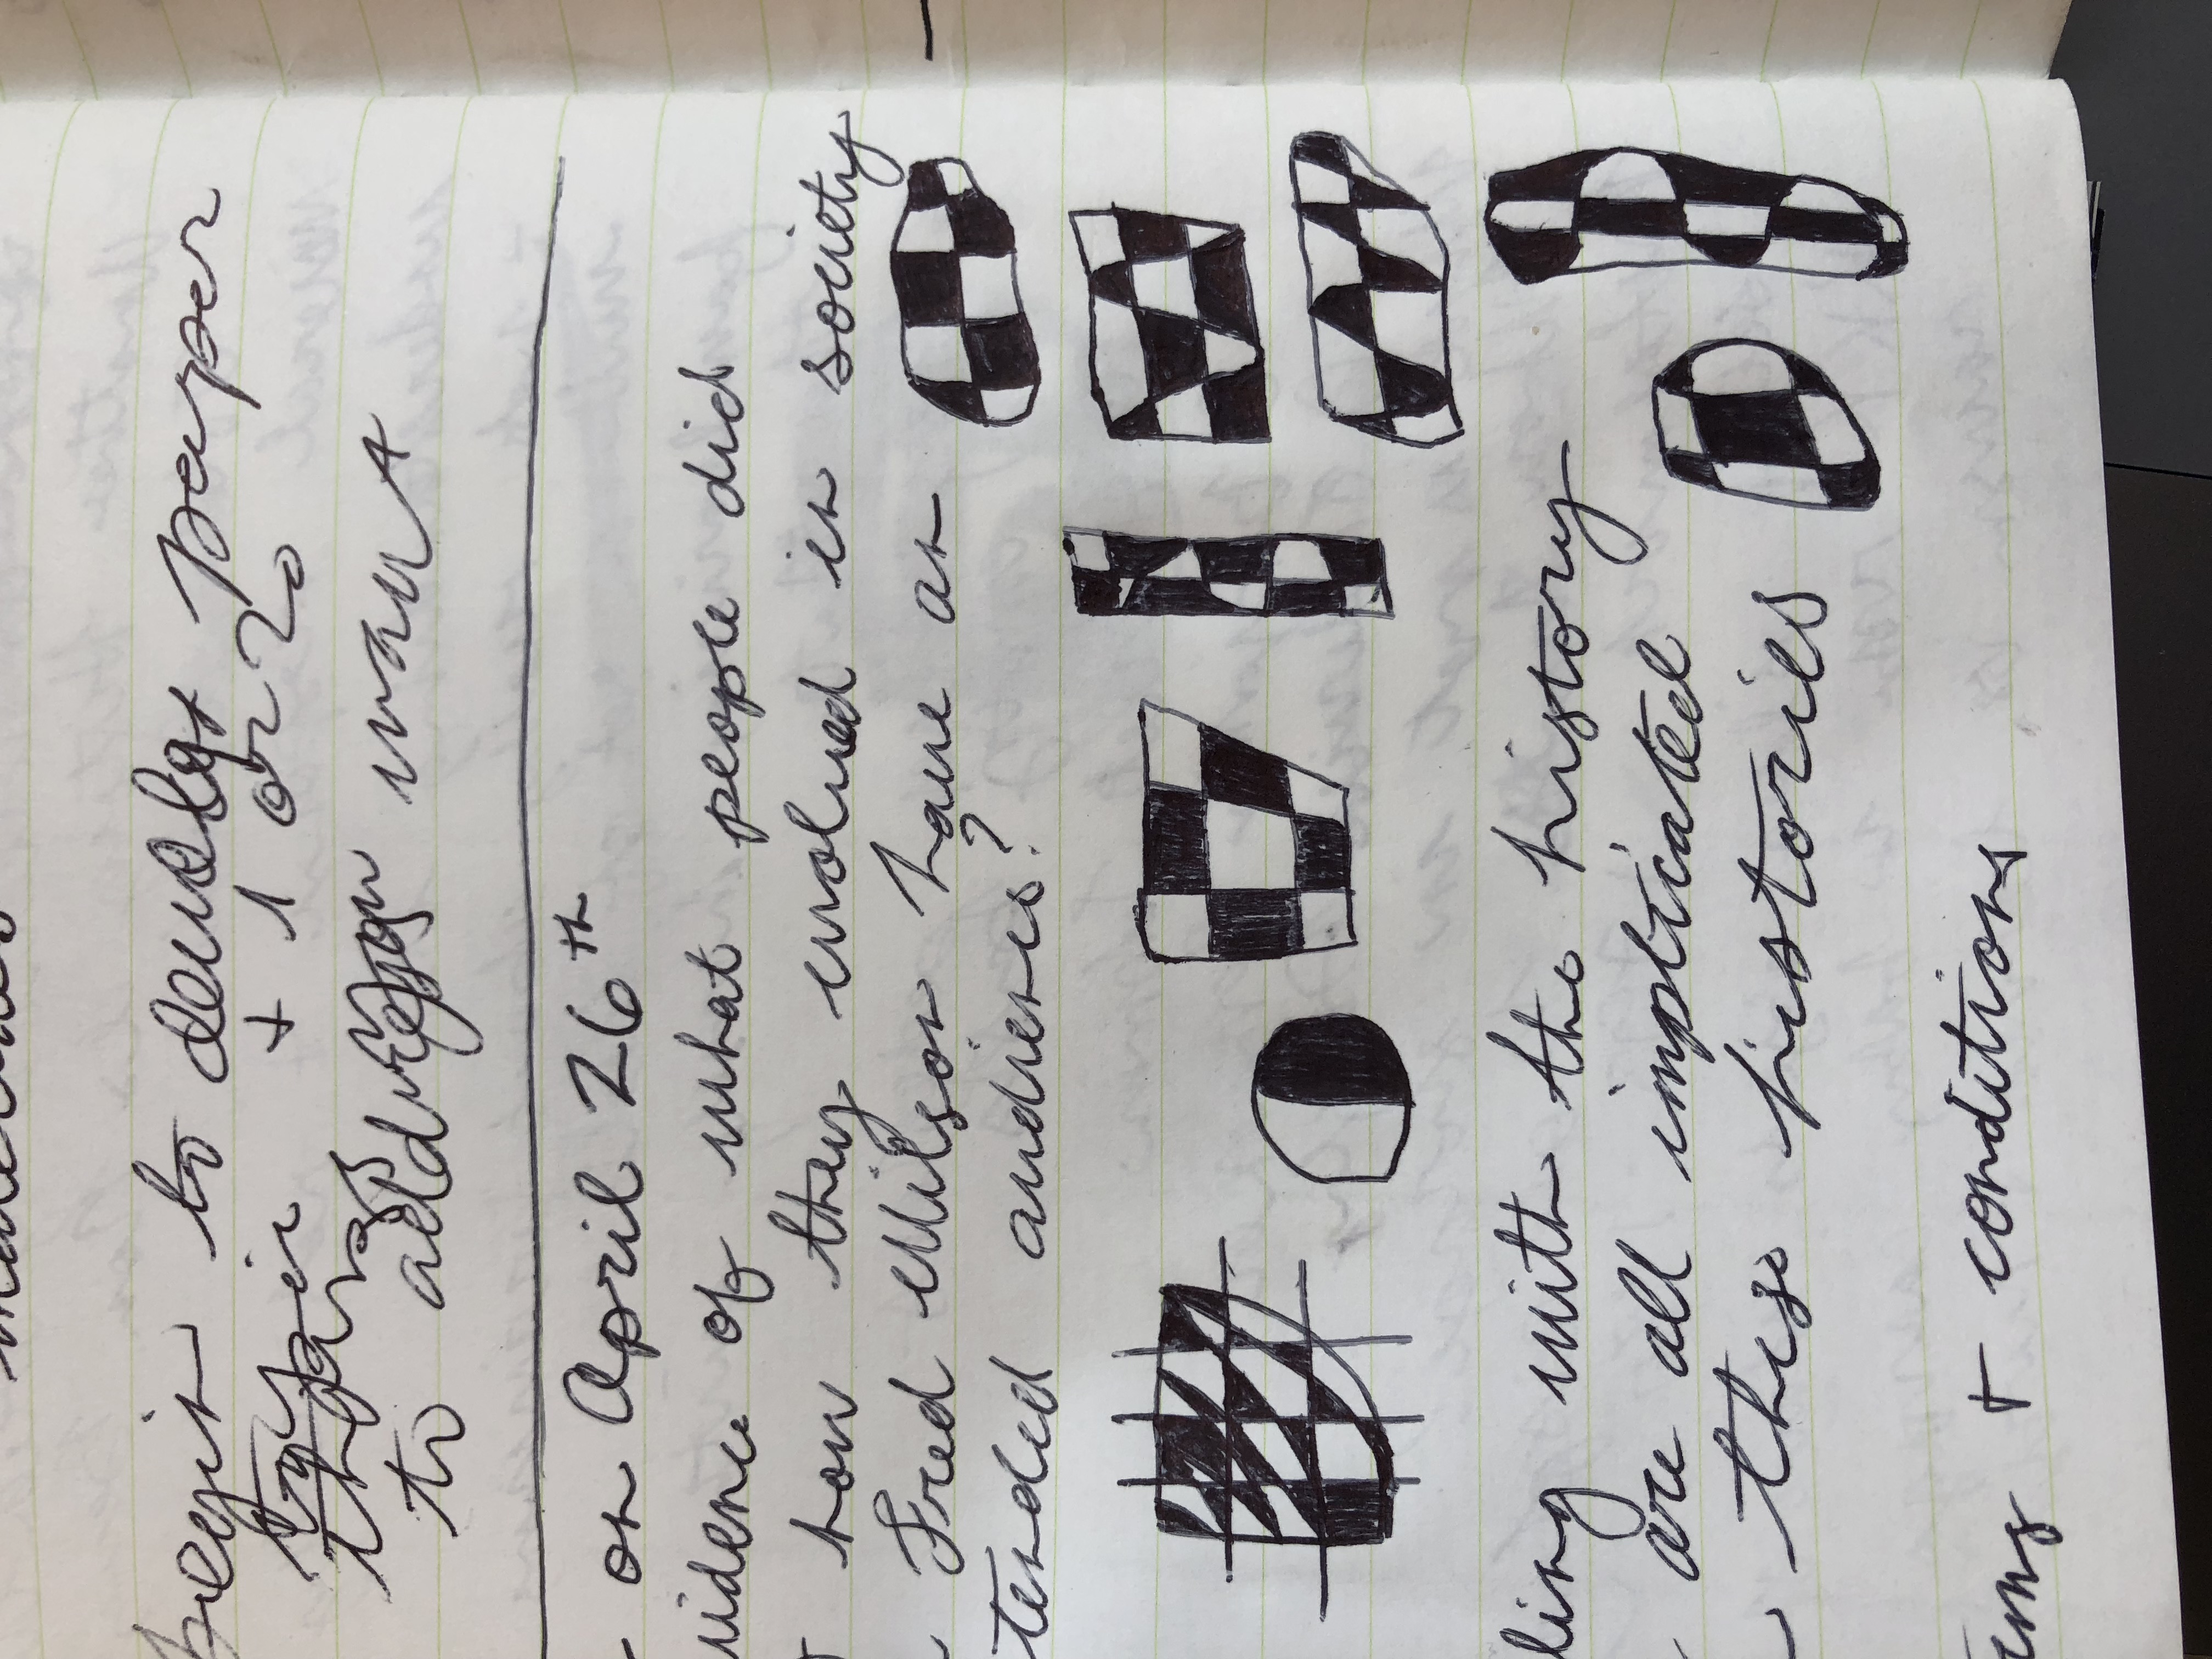 materials
begin to develop paper
topic + 1 or 2
things you want
to address
on April 26th
vidence of what people did
how they evolved in society
Fred Wilson have an
tended audience?
ling with the history
are all implicated
these histories
+ conditions